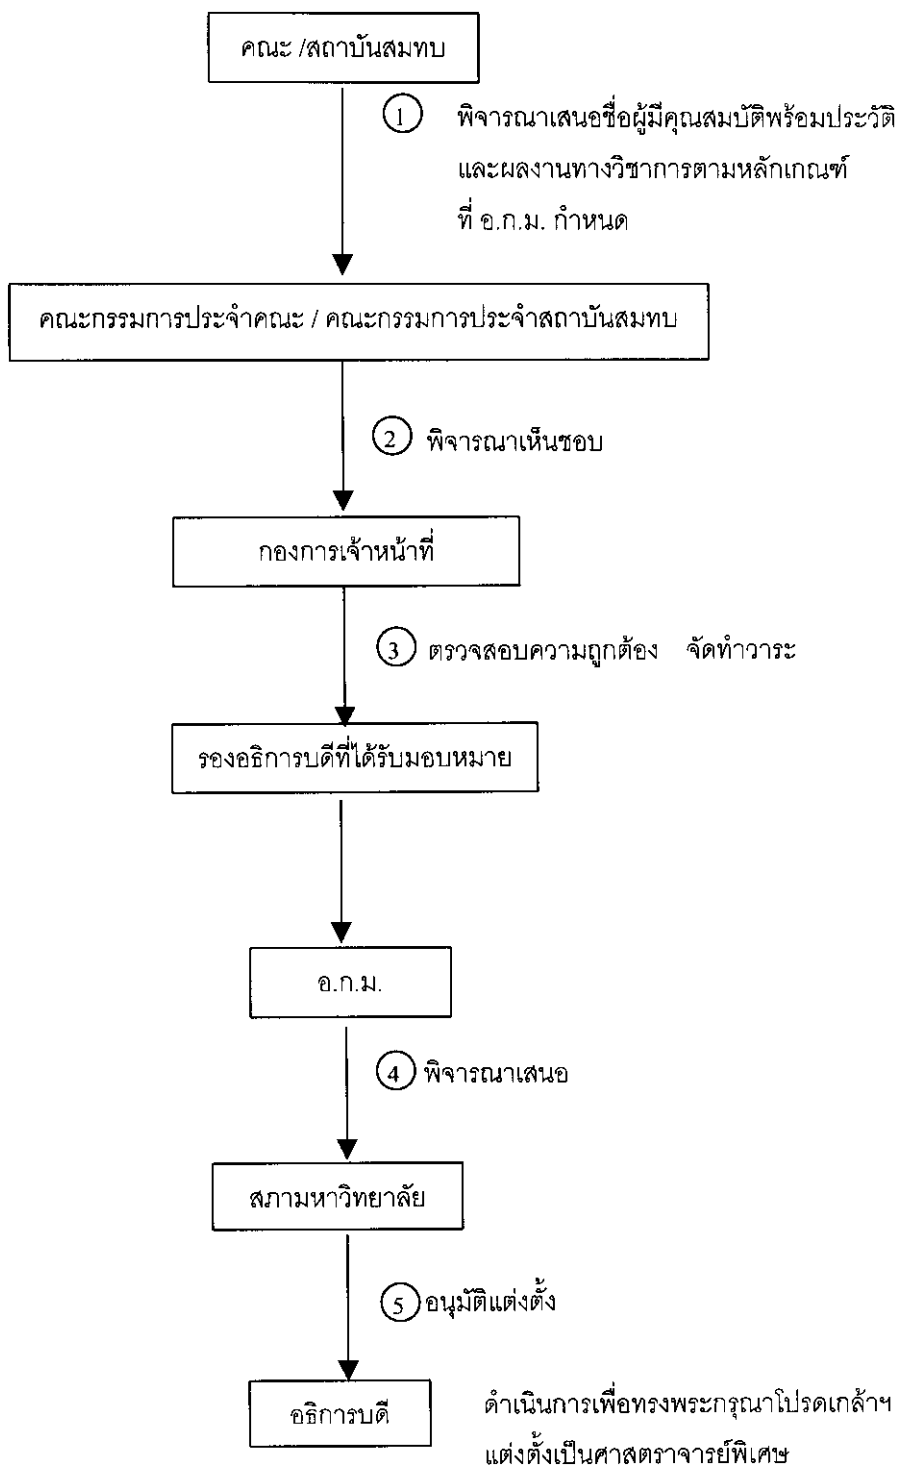 คณะ /สถาบันสมทบ
1 พิจารณาเสนอชื่อผู้มีคุณสมบัติพร้อมประวัติ
และผลงานทางวิชาการตามหลักเกณฑ์
ที่ อ.ก.ม. กำหนด
คณะกรรมการประจำคณะ / คณะกรรมการประจำสถาบันสมทบ
2 พิจารณาเห็นชอบ
กองการเจ้าหน้าที่
3 ตรวจสอบความถูกต้อง จัดทำวาระ
รองอธิการบดีที่ได้รับมอบหมาย
อ.ก.ม.
4 พิจารณาเสนอ
สภามหาวิทยาลัย
5 อนุมัติแต่งตั้ง
อธิการบดี
ดำเนินการเพื่อทรงพระกรุณาโปรดเกล้าฯ
แต่งตั้งเป็นศาสตราจารย์พิเศษ